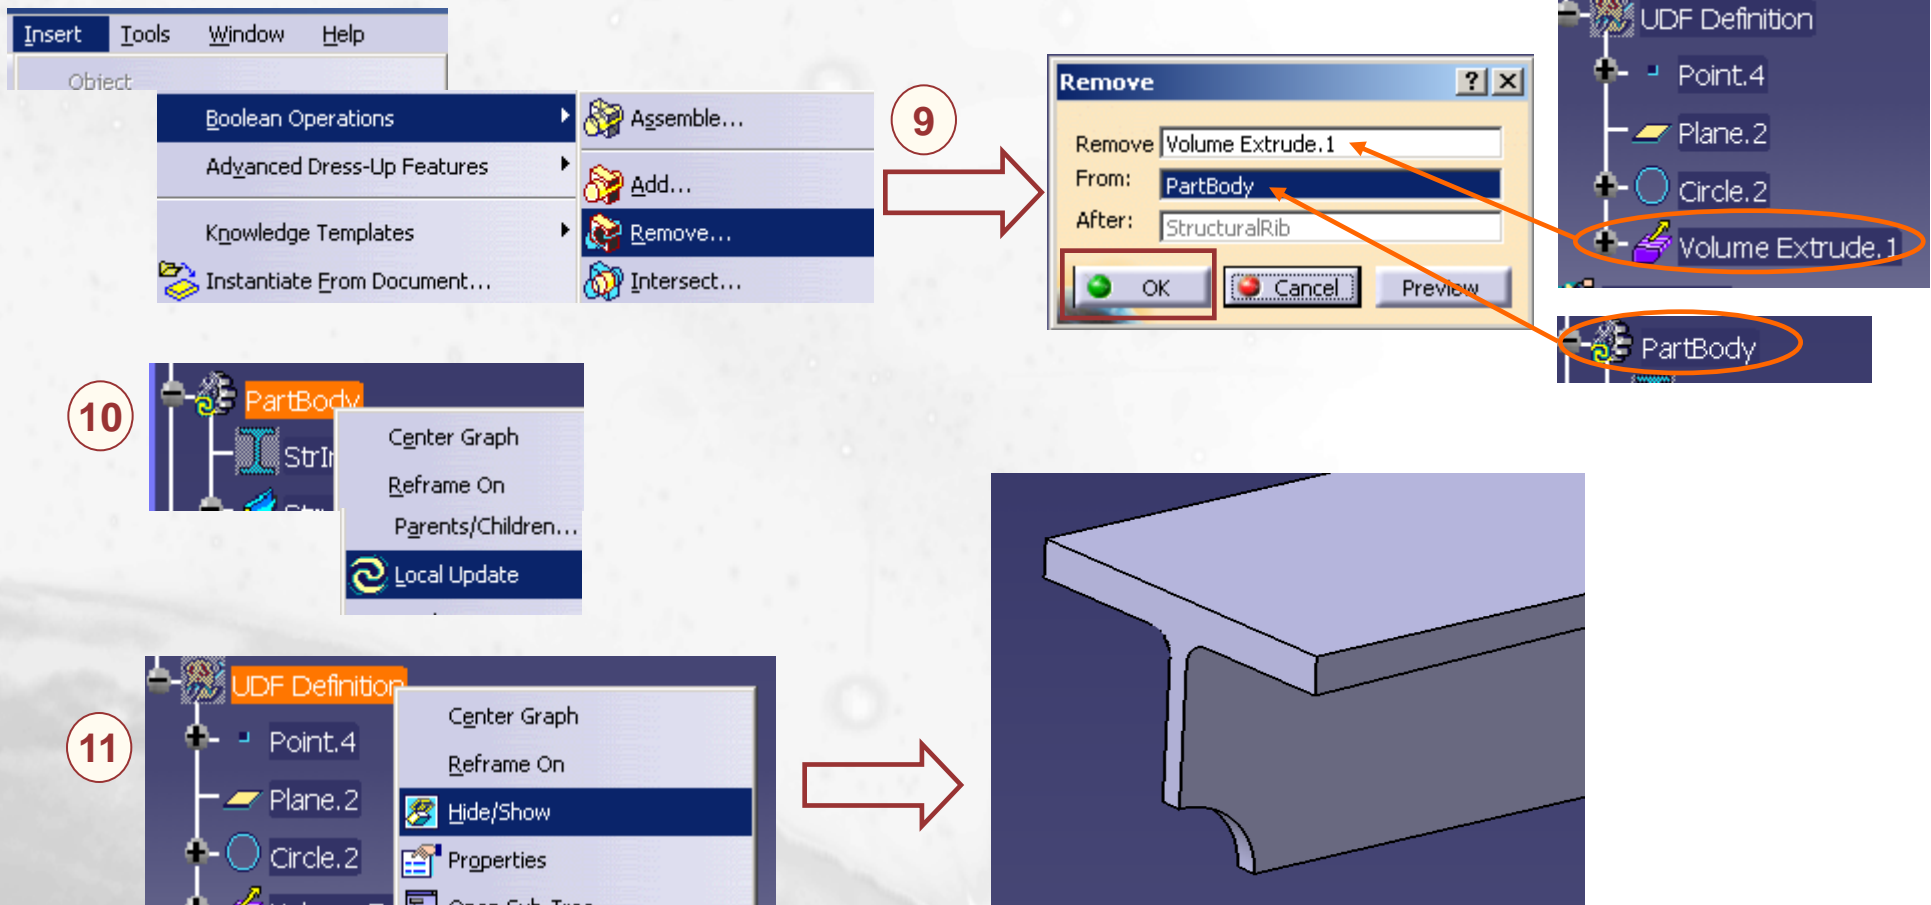 Insert Tools Window Help
Object
Boolean Operations
Advanced Dress-Up Features
Knowledge Templates
Instantiate From Document...
Assemble...
Add...
Remove...
Intersect...
9
Remove
Remove Volume Extrude.1
From: PartBody
After: StructuralRib
OK Cancel Preview
UDF Definition
Point.4
Plane.2
Circle.2
Volume Extrude.1
PartBody
10
PartBody
Center Graph
Reframe On
Parents/Children...
Local Update
11
UDF Definition
Point.4
Plane.2
Circle.2
Center Graph
Reframe On
Hide/Show
Properties
Open Sub-Tree